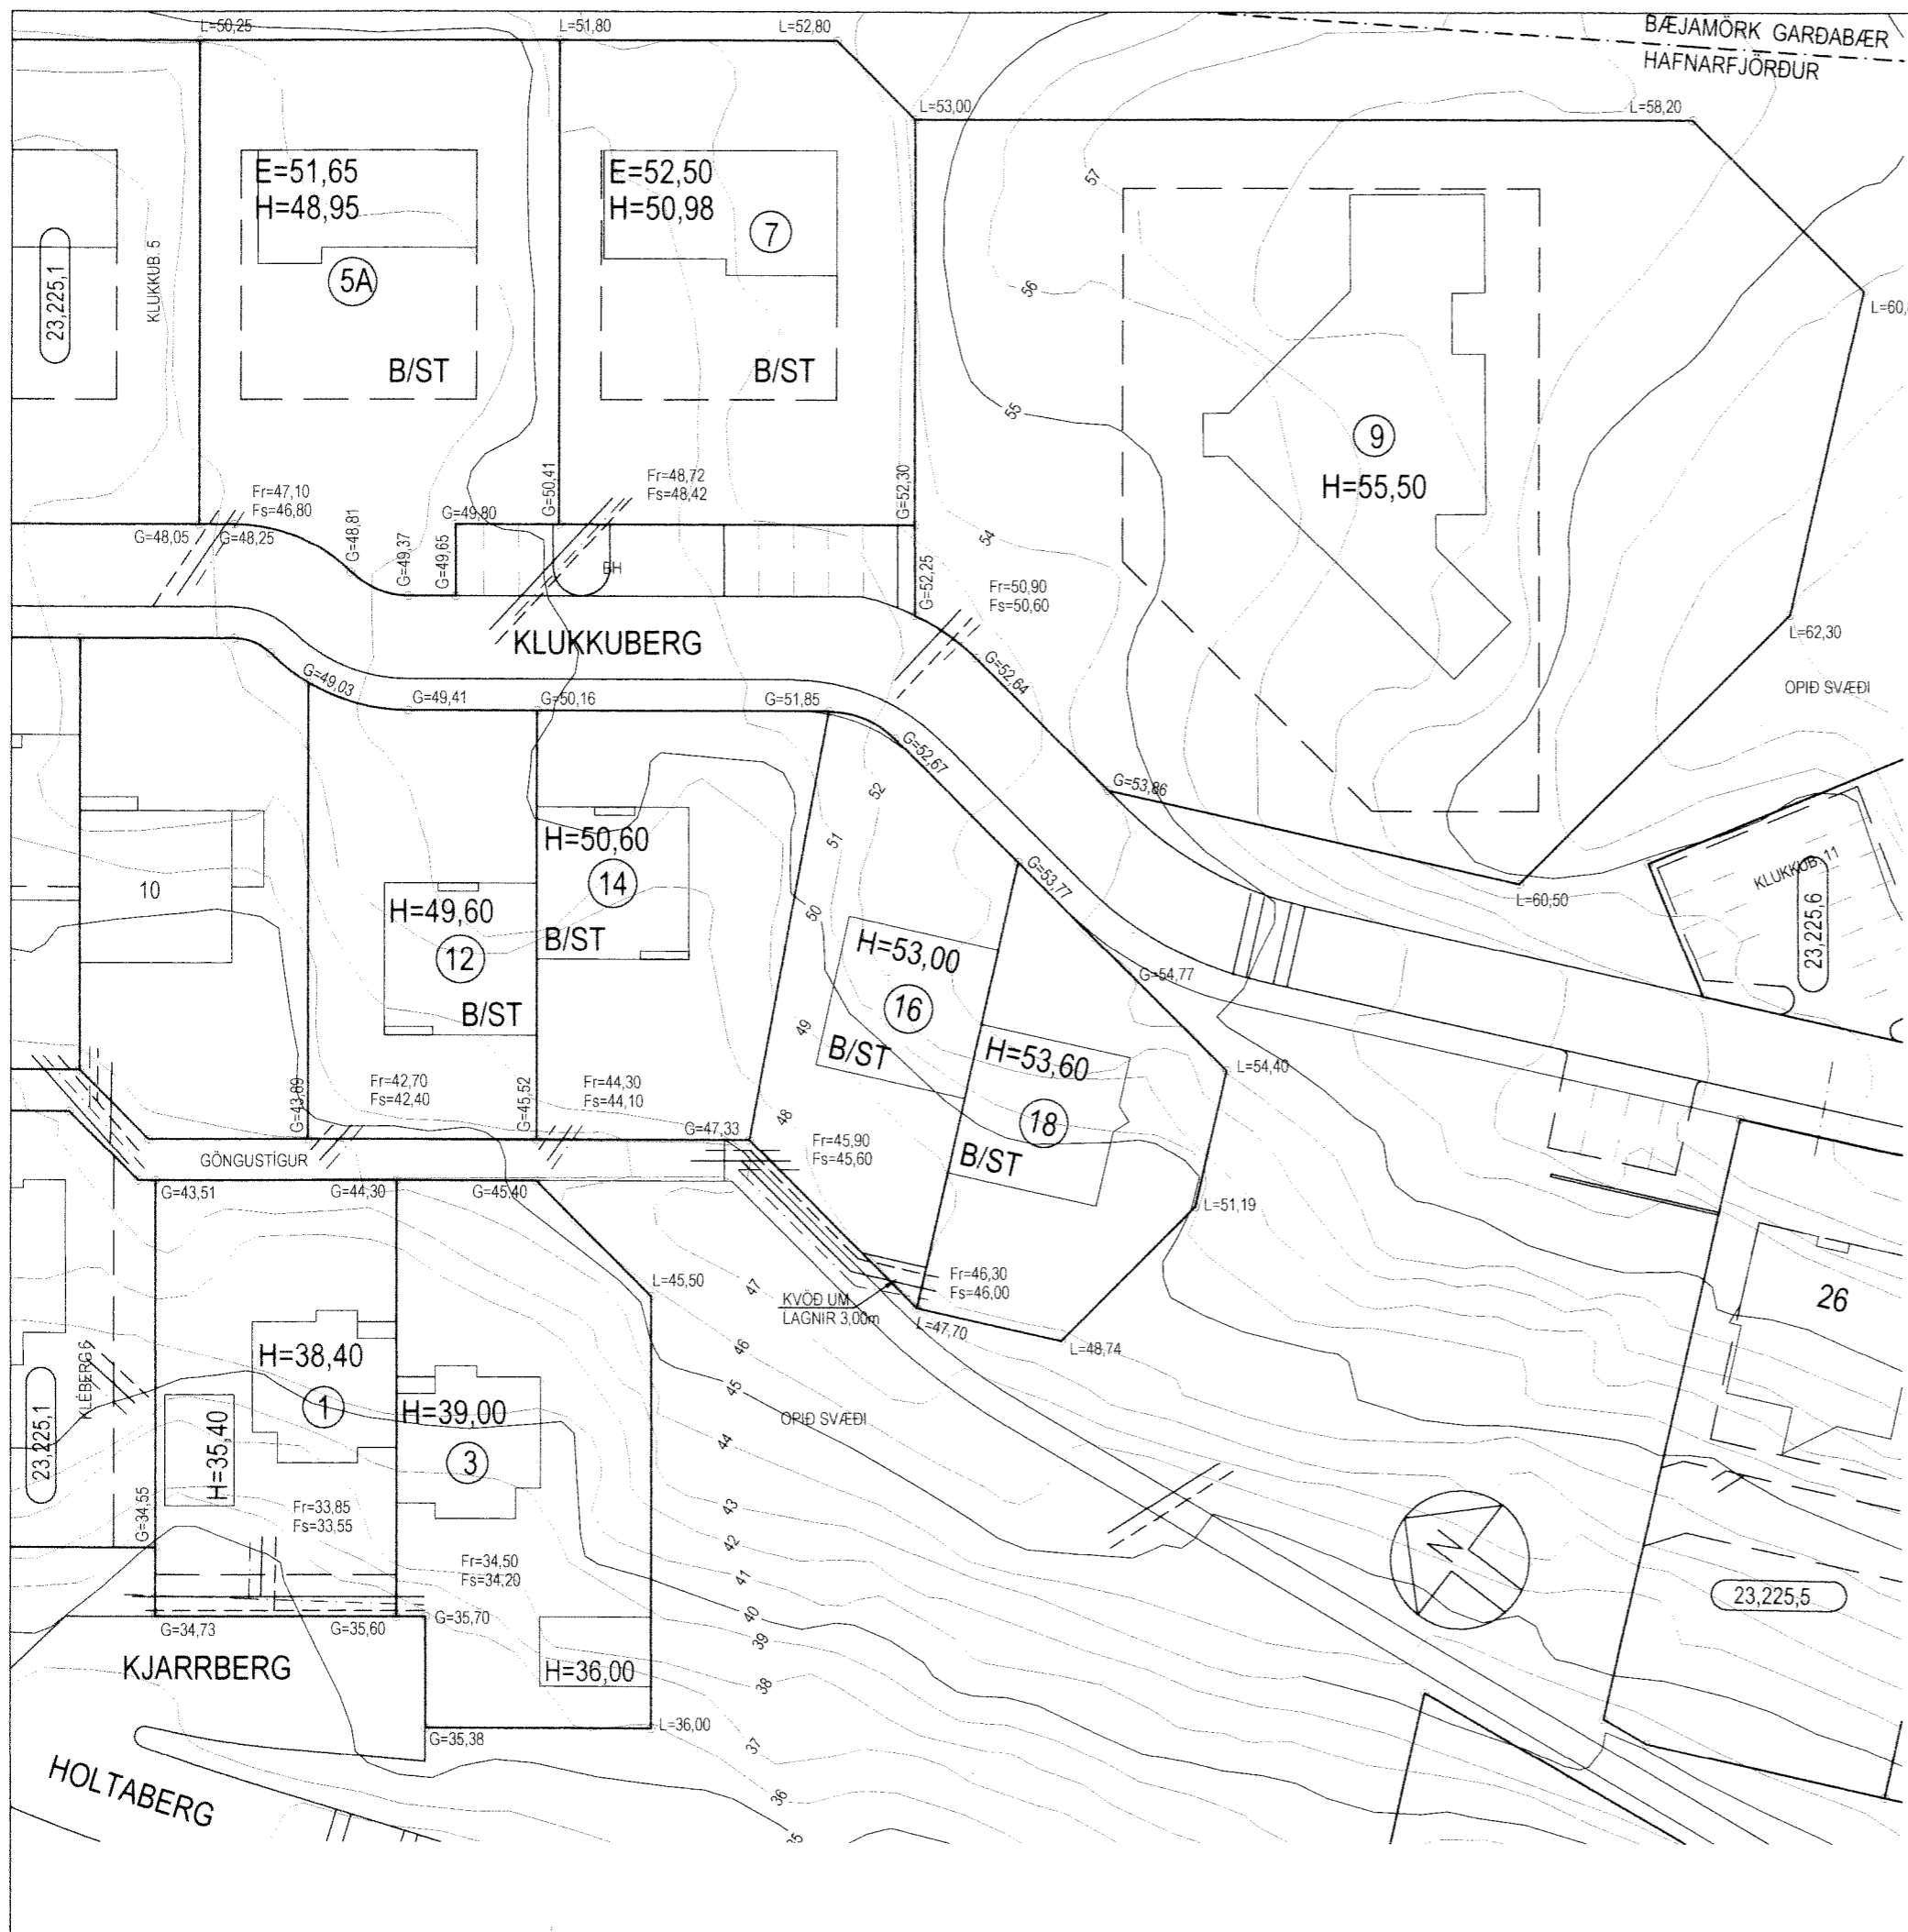 L=50,25
L=51,80
L=52,80
BÆJAMÖRK GARÐABÆR
HAFNARFJÖRÐUR
L=53,00
L=58,20
E=51,65
H=48,95
E=52,50
H=50,98
7
57
KLUKKUB. 5
23,225,1
5A
56
L=60,
B/ST
B/ST
55
9
H=55,50
Fr=47,10
Fs=46,80
Fr=48,72
Fs=48,42
G=50,41
G=52,30
G=48,05
G=48,25
G=48,81
G=49,37
G=49,65
G=49,80
BH
54
G=52,25
Fr=50,90
Fs=50,60
KLUKKUBERG
L=62,30
G=52,64
OPIÐ SVÆÐI
G=49,03
G=49,41
G=50,16
G=51,85
G=52,67
G=53,86
52
51
H=50,60
14
10
H=49,60
12
B/ST
B/ST
50
G=53,77
KLUKKUB. 11
23,225,6
L=60,50
H=53,00
16
B/ST
G=54,77
49
H=53,60
18
B/ST
L=54,40
G=43,69
Fr=42,70
Fs=42,40
G=45,52
Fr=44,30
Fs=44,10
G=47,33
48
Fr=45,90
Fs=45,60
GÖNGUSTÍGUR
G=43,51
G=44,30
G=45,40
L=51,19
L=45,50
47
KVÖÐ UM
LAGNIR 3,00m
Fr=46,30
Fs=46,00
L=47,70
L=48,74
26
46
45
H=38,40
1
H=39,00
3
KLÉBERG 6
23,225,1
H=35,40
OPIÐ SVÆÐI
44
43
42
41
40
39
38
37
36
35
G=34,55
Fr=33,85
Fs=33,55
Fr=34,50
Fs=34,20
N
23,225,5
G=34,73
G=35,60
G=35,70
KJARRBERG
H=36,00
L=36,00
G=35,38
HOLTABERG